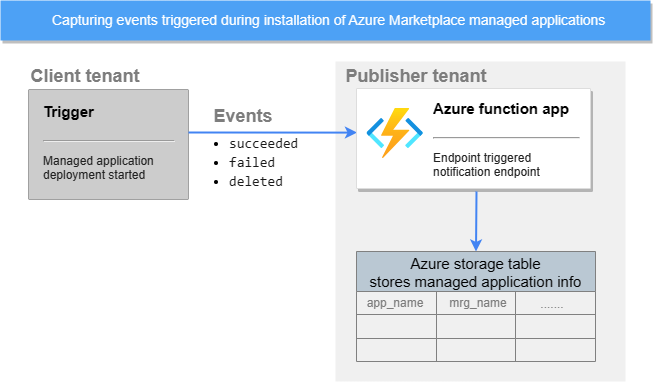 Capturing events triggered during installation of Azure Marketplace managed applications
Client tenant
Trigger
Managed application
deployment started
Events
• succeeded
• failed
• deleted
Publisher tenant
Azure function app
Endpoint triggered
notification endpoint
Azure storage table
stores managed application info
app_name mrg_name .......